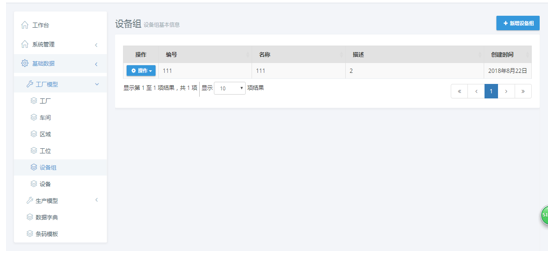 工作台
系统管理
基础数据
工厂模型
工厂
车间
区域
工位
设备组
设备
生产模型
数据字典
条码模板
设备组 设备组基本信息
+ 新增设备组
操作 编号 名称 描述 创建时间
操作 111 111 2 2018年8月22日
显示第 1 至 1 项结果，共 1 项 显示 10 项结果
« ‹ 1 › »